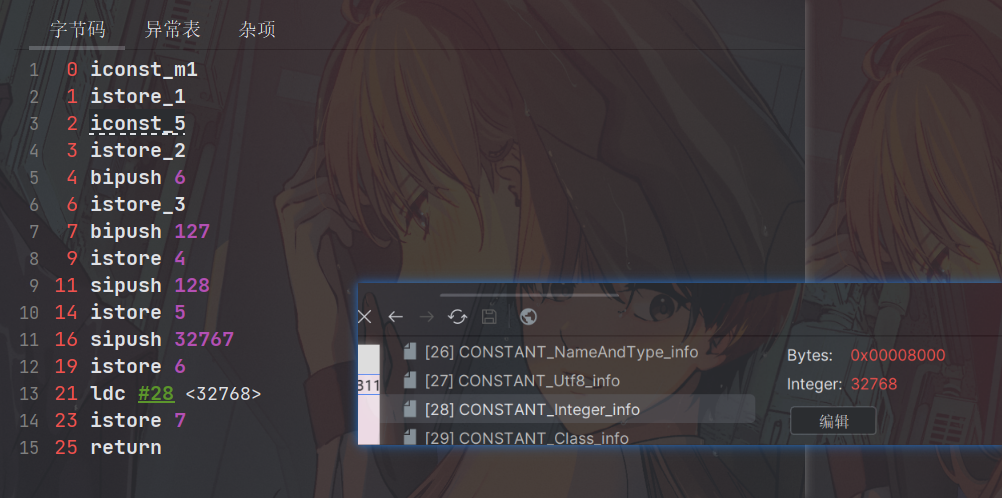 字节码 异常表 杂项
1 0 iconst_m1
2 1 istore_1
3 2 iconst_5
4 3 istore_2
5 4 bipush 6
6 6 istore_3
7 7 bipush 127
8 9 istore 4
9 11 sipush 128
10 14 istore 5
11 16 sipush 32767
12 19 istore 6
13 21 ldc #28 <32768>
14 23 istore 7
15 25 return
311
[26] CONSTANT_NameAndType_info
[27] CONSTANT_Utf8_info
[28] CONSTANT_Integer_info
[29] CONSTANT_Class_info
Bytes: 0x00008000
Integer: 32768
编辑